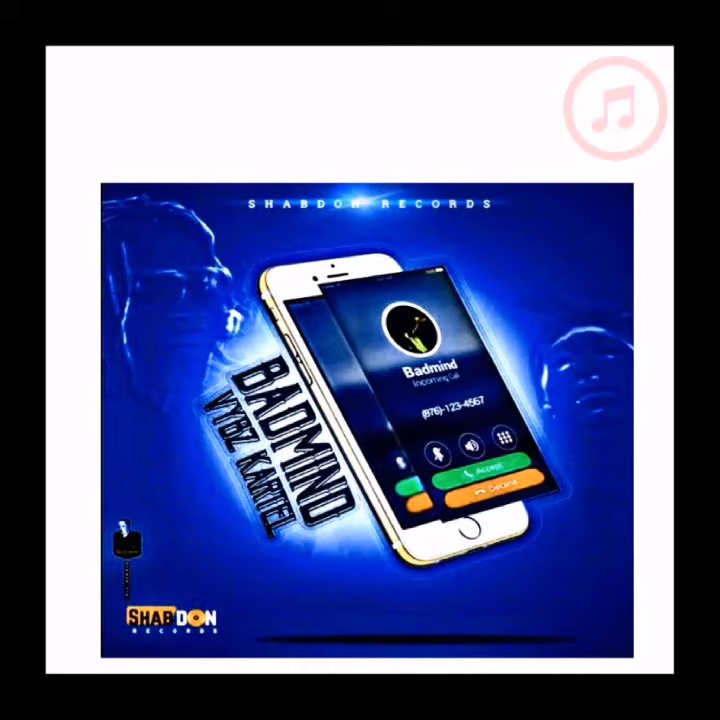 SHABDON RECORDS
Badmind
Incoming Call
(876)-123-4567
Accept
Decline
BADMIND
VYBZ KARTEL
SHABDON
RECORDS